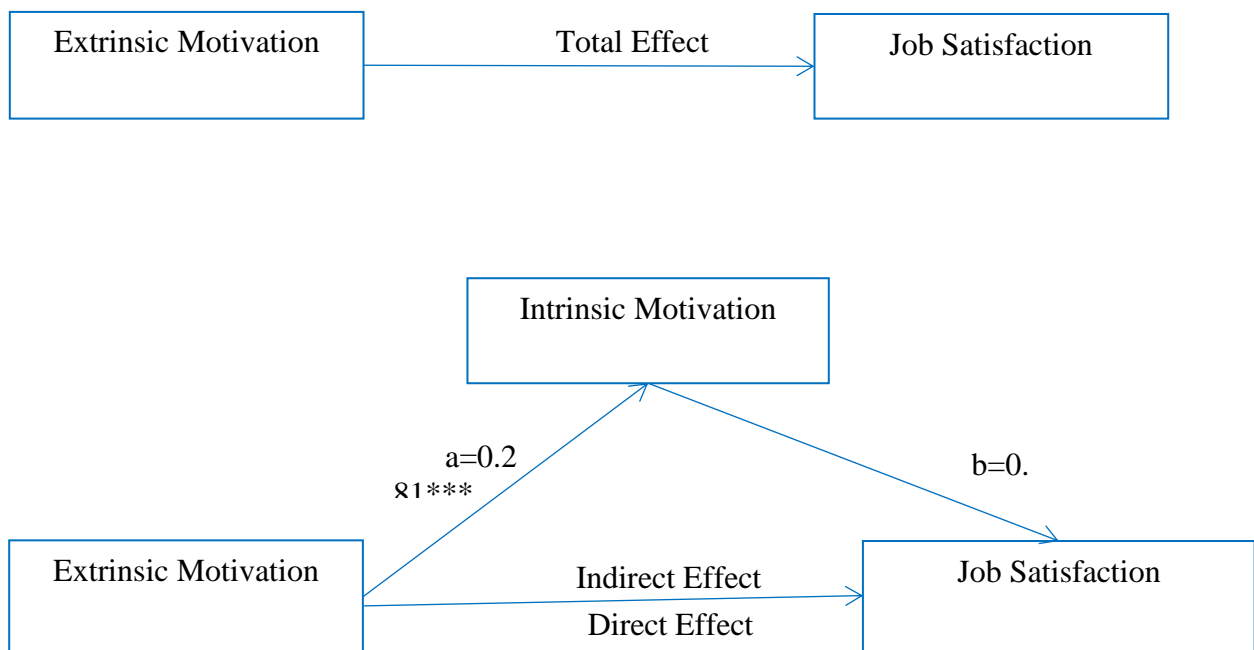 Extrinsic Motivation
Total Effect
Job Satisfaction
Intrinsic Motivation
a=0.2
81***
b=0.
Extrinsic Motivation
Indirect Effect
Direct Effect
Job Satisfaction